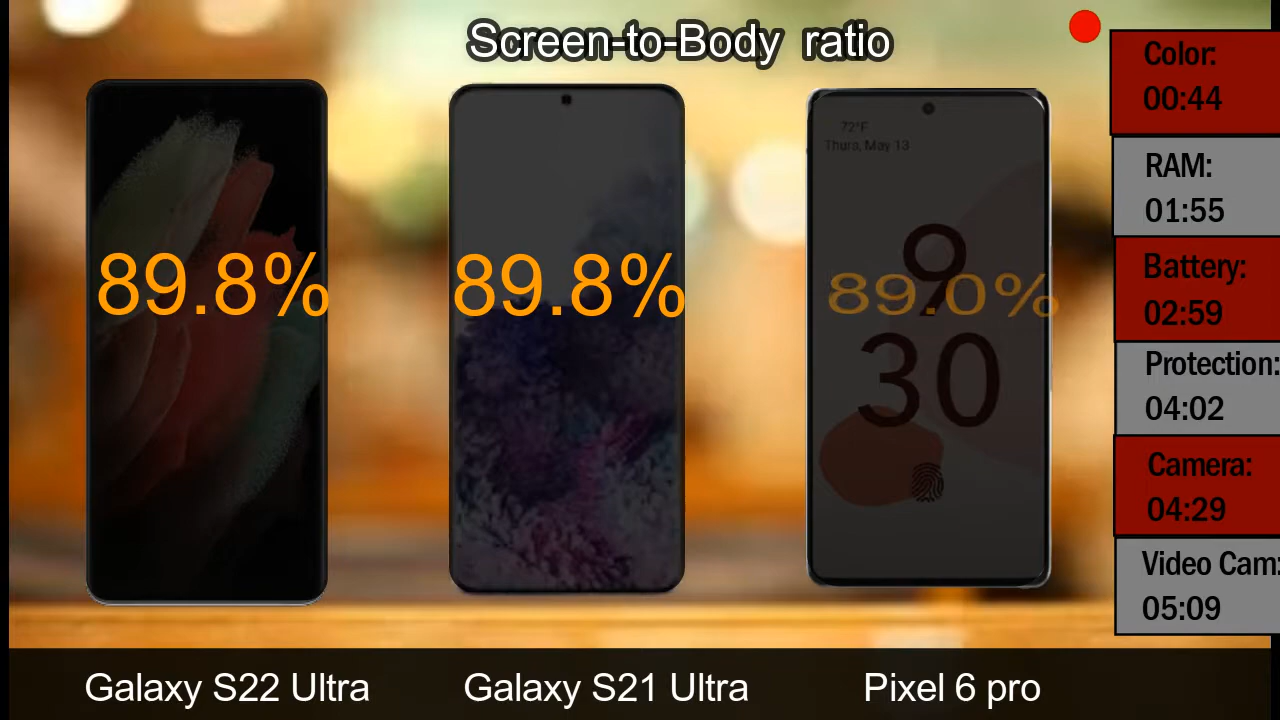 Screen-to-Body ratio
Color:
00:44
RAM:
01:55
Battery:
02:59
Protection:
04:02
Camera:
04:29
Video Cam:
05:09
72°F
Thurs, May 13
9
30
89.8%
89.8%
89.0%
Galaxy S22 Ultra
Galaxy S21 Ultra
Pixel 6 pro